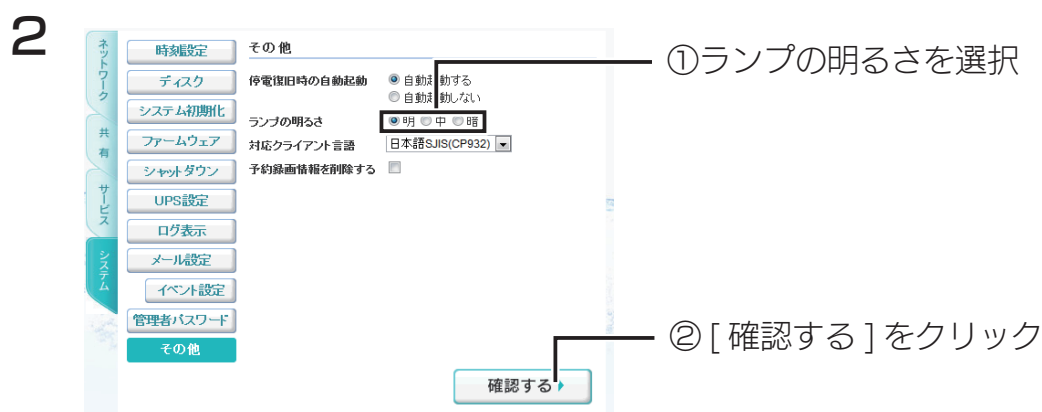 2
ネットワーク
共有
サービス
システム
時刻設定
ディスク
システム初期化
ファームウェア
シャットダウン
UPS設定
ログ表示
メール設定
イベント設定
管理者パスワード
その他
その他
停電復旧時の自動起動 自動起動する
自動起動しない
ランプの明るさ 明 中 暗
対応クライアント言語 日本語SJIS(CP932)
予約録画情報を削除する
確認する
①ランプの明るさを選択
②[ 確認する ]をクリック